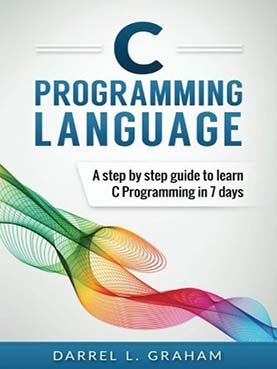 C
PROGRAMMING
LANGUAGE
A step by step guide to learn
C Programming in 7 days
DARREL L. GRAHAM